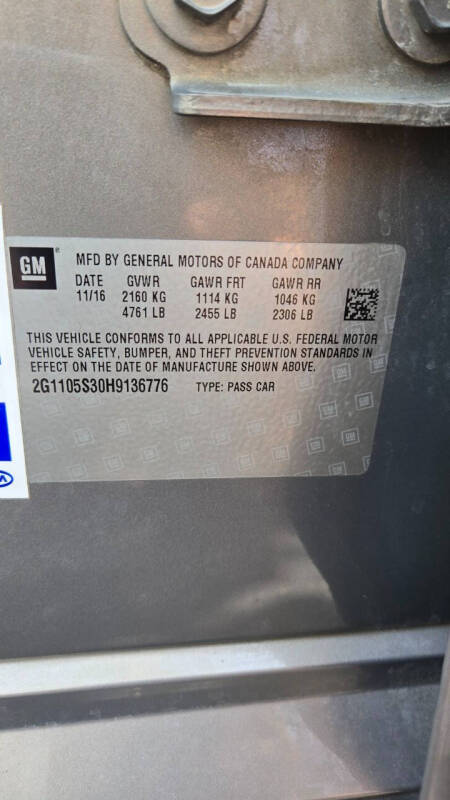 GM ® MFD BY GENERAL MOTORS OF CANADA COMPANY
DATE GVWR GAWR FRT GAWR RR
11/16 2160 KG 1114 KG 1046 KG
4761 LB 2455 LB 2306 LB
THIS VEHICLE CONFORMS TO ALL APPLICABLE U.S. FEDERAL MOTOR
VEHICLE SAFETY, BUMPER, AND THEFT PREVENTION STANDARDS IN
EFFECT ON THE DATE OF MANUFACTURE SHOWN ABOVE.
2G1105S30H9136776 TYPE: PASS CAR